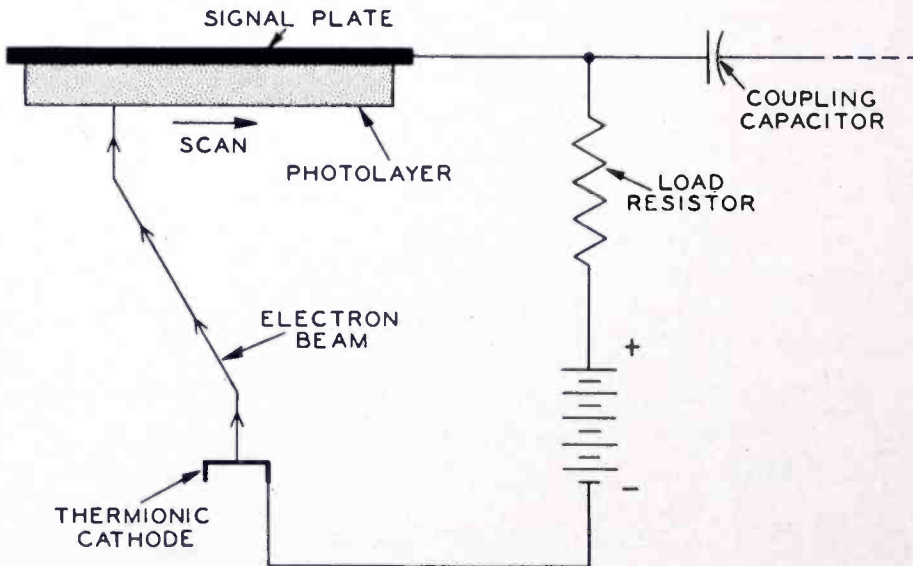 SIGNAL PLATE
COUPLING
CAPACITOR
SCAN
PHOTOLAYER
LOAD
RESISTOR
ELECTRON
BEAM
+
-
THERMIONIC
CATHODE